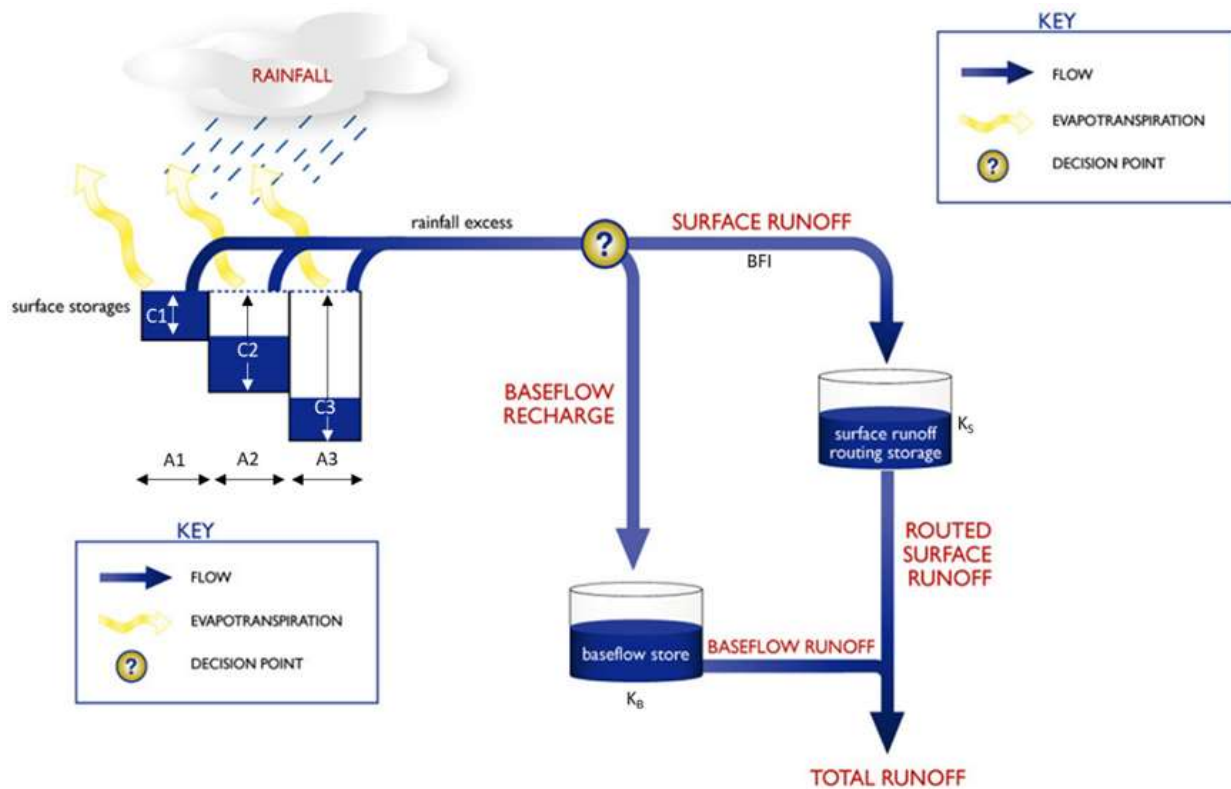 KEY
FLOW
EVAPOTRANSPIRATION
?
DECISION POINT
RAINFALL
rainfall excess
?
SURFACE RUNOFF
BFI
surface storages
C1
C2
C3
A1
A2
A3
BASEFLOW
RECHARGE
surface runoff
routing storage
KS
ROUTED
SURFACE
RUNOFF
baseflow store
KB
BASEFLOW RUNOFF
TOTAL RUNOFF
KEY
FLOW
EVAPOTRANSPIRATION
?
DECISION POINT